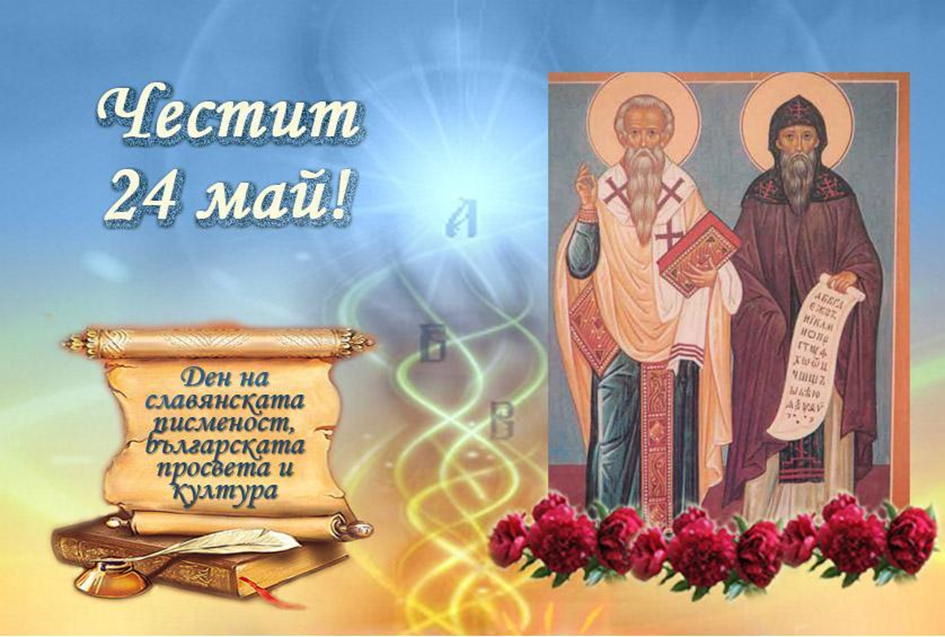 Честит
24 май!
Ден на
славянската
писменост,
българската
просвета и
култура
А
Б
В